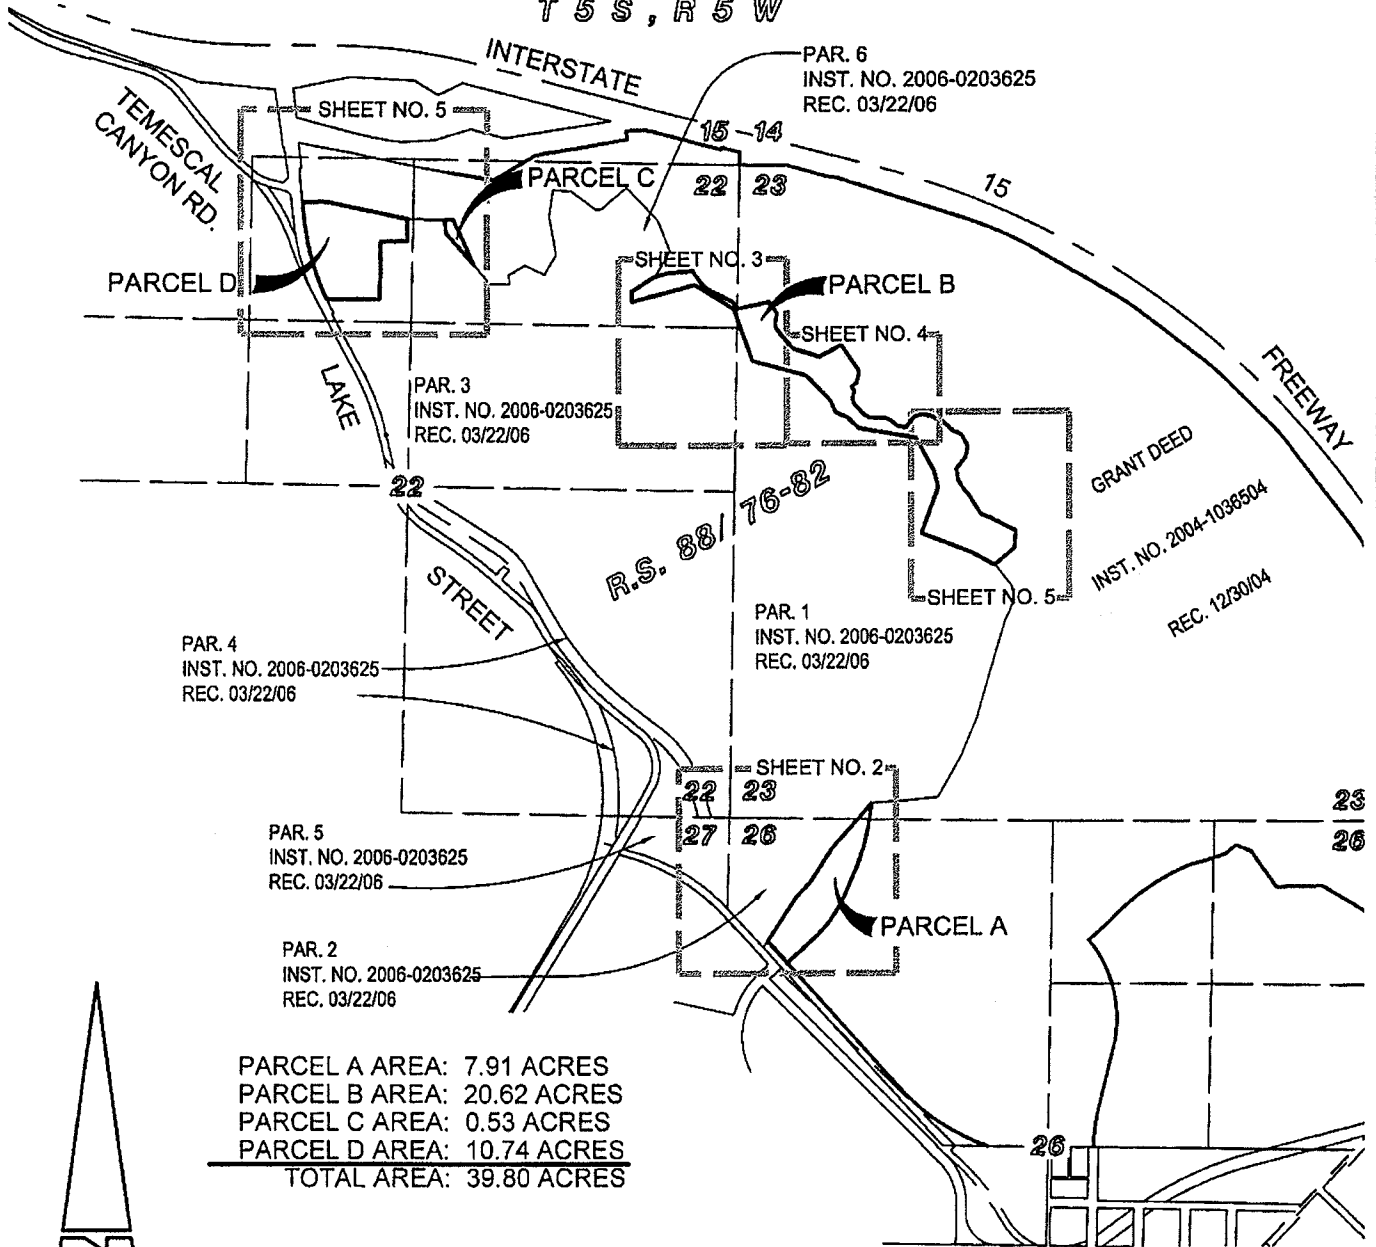 T 5 S, R 5 W
INTERSTATE
PAR. 6
INST. NO. 2006-0203625
REC. 03/22/06
TEMESCAL
CANYON RD.
SHEET NO. 5
15 14
22 23
15
PARCEL C
SHEET NO. 3
PARCEL D
PARCEL B
SHEET NO. 4
FREEWAY
LAKE
PAR. 3
INST. NO. 2006-0203625
REC. 03/22/06
GRANT DEED
INST. NO. 2004-1036504
REC. 12/30/04
22
R.S. 88/ 76-82
STREET
SHEET NO. 5
PAR. 1
INST. NO. 2006-0203625
REC. 03/22/06
PAR. 4
INST. NO. 2006-0203625
REC. 03/22/06
SHEET NO. 2
22 23
27 26
23
26
PAR. 5
INST. NO. 2006-0203625
REC. 03/22/06
PARCEL A
PAR. 2
INST. NO. 2006-0203625
REC. 03/22/06
PARCEL A AREA: 7.91 ACRES
PARCEL B AREA: 20.62 ACRES
PARCEL C AREA: 0.53 ACRES
PARCEL D AREA: 10.74 ACRES
TOTAL AREA: 39.80 ACRES
26